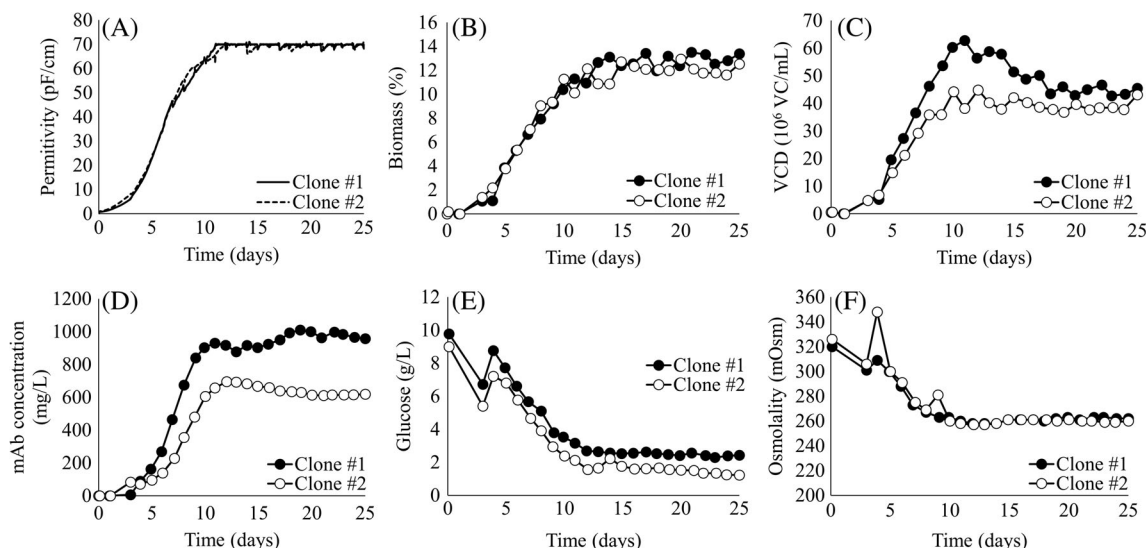 (A)
Permitivity (pF/cm)
80
70
60
50
40
30
20
10
0
0 5 10 15 20 25
Time (days)
Clone #1
Clone #2
(B)
Biomass (%)
16
14
12
10
8
6
4
2
0
0 5 10 15 20 25
Time (days)
Clone #1
Clone #2
(C)
VCD (10⁶ VC/mL)
70
60
50
40
30
20
10
0
0 5 10 15 20 25
Time (days)
Clone #1
Clone #2
(D)
mAb concentration
mg/L)
1200
1000
800
600
400
200
0
0 5 10 15 20 25
Time (days)
Clone #1
Clone #2
(E)
Glucose (g/L)
12
10
8
6
4
2
0
0 5 10 15 20 25
Time (days)
Clone #1
Clone #2
(F)
Osmolality (mOsm)
360
340
320
300
280
260
240
220
200
0 5 10 15 20 25
Time (days)
Clone #1
Clone #2